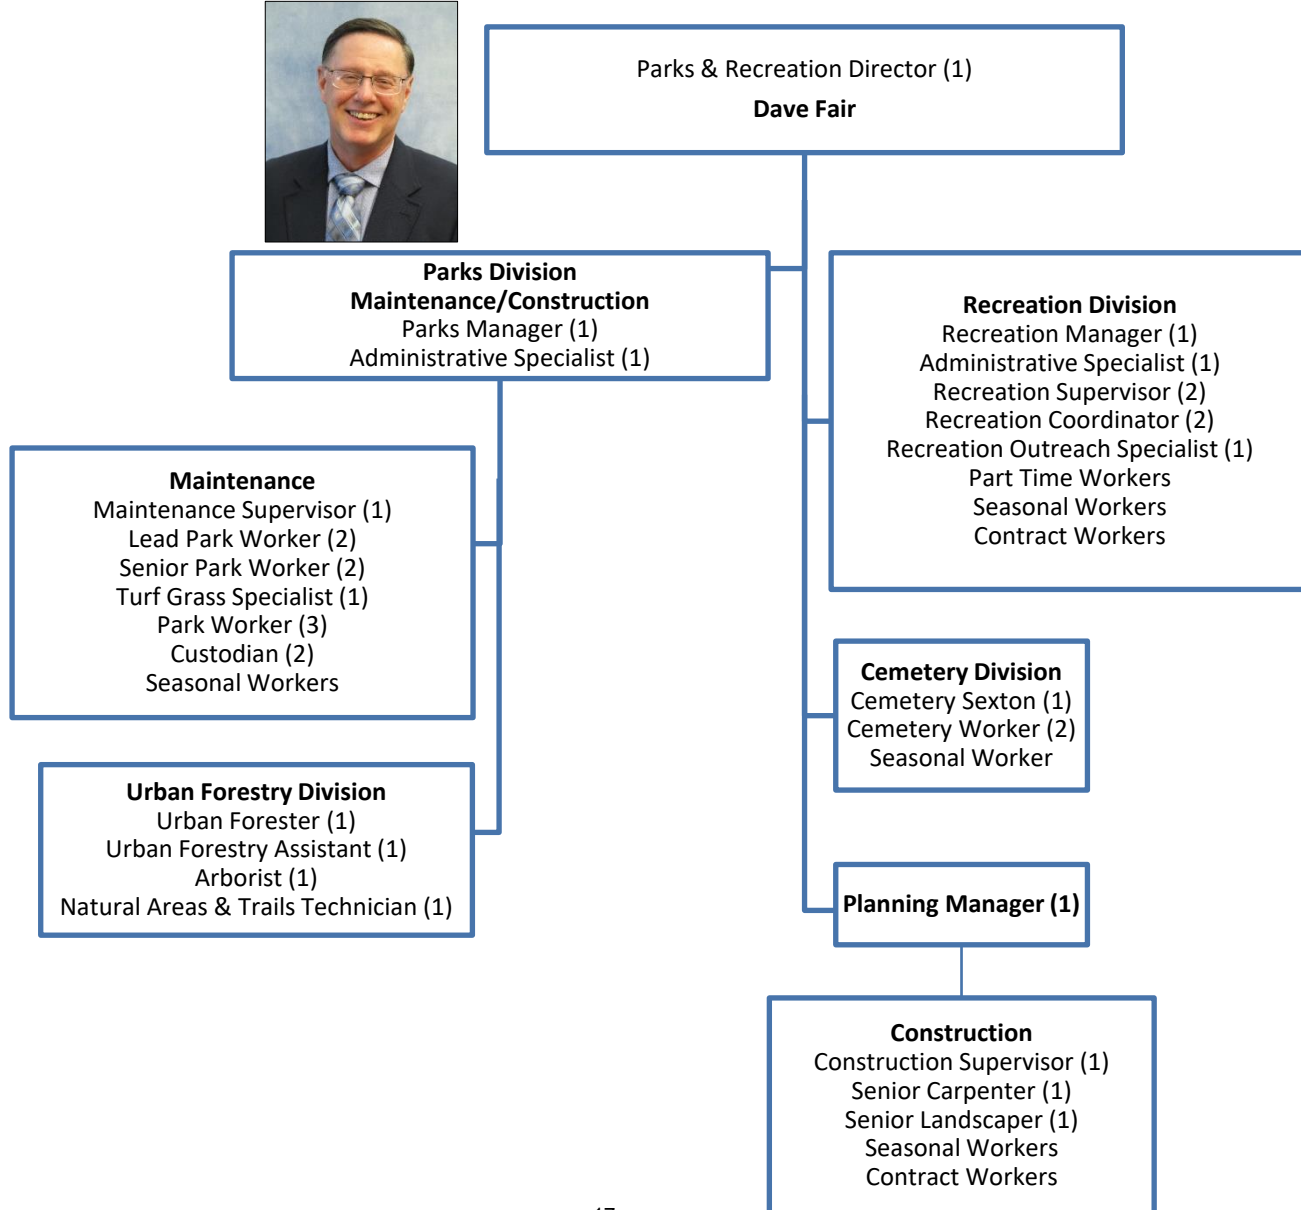 Parks & Recreation Director (1)
Dave Fair
Parks Division
Maintenance/Construction
Parks Manager (1)
Administrative Specialist (1)
Recreation Division
Recreation Manager (1)
Administrative Specialist (1)
Recreation Supervisor (2)
Recreation Coordinator (2)
Recreation Outreach Specialist (1)
Part Time Workers
Seasonal Workers
Contract Workers
Maintenance
Maintenance Supervisor (1)
Lead Park Worker (2)
Senior Park Worker (2)
Turf Grass Specialist (1)
Park Worker (3)
Custodian (2)
Seasonal Workers
Cemetery Division
Cemetery Sexton (1)
Cemetery Worker (2)
Seasonal Worker
Urban Forestry Division
Urban Forester (1)
Urban Forestry Assistant (1)
Arborist (1)
Natural Areas & Trails Technician (1)
Planning Manager (1)
Construction
Construction Supervisor (1)
Senior Carpenter (1)
Senior Landscaper (1)
Seasonal Workers
Contract Workers